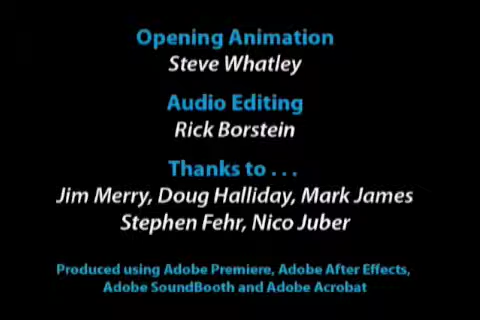 Opening Animation
Steve Whatley
Audio Editing
Rick Borstein
Thanks to . . .
Jim Merry, Doug Halliday, Mark James
Stephen Fehr, Nico Juber
Produced using Adobe Premiere, Adobe After Effects,
Adobe SoundBooth and Adobe Acrobat